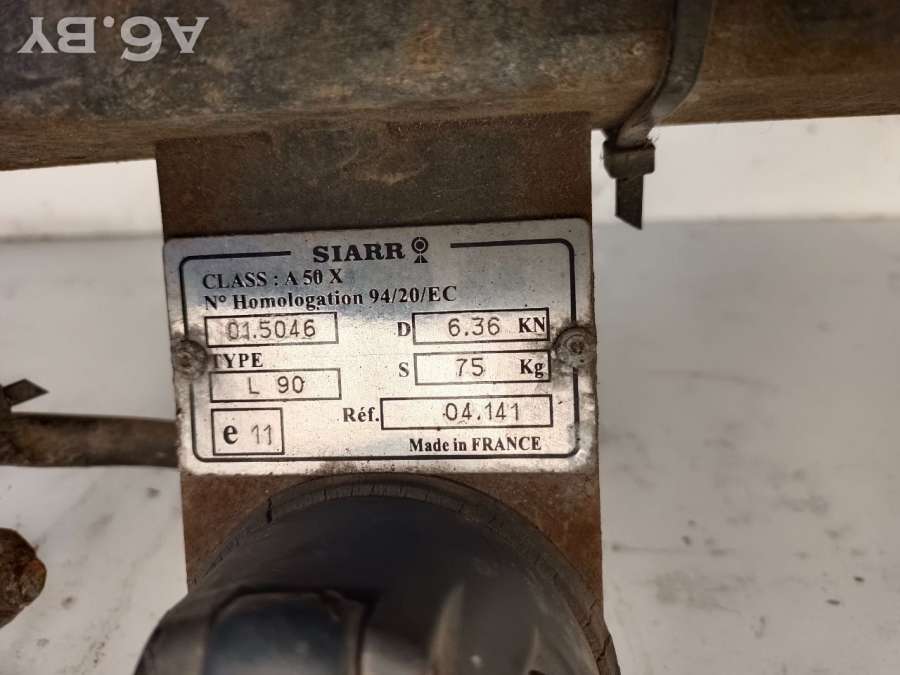 A6.BY
SIARR
CLASS : A 50 X
N° Homologation 94/20/EC
01.5046
D 6.36 KN
TYPE
L 90
S 75 Kg
e 11
Réf. 04.141
Made in FRANCE